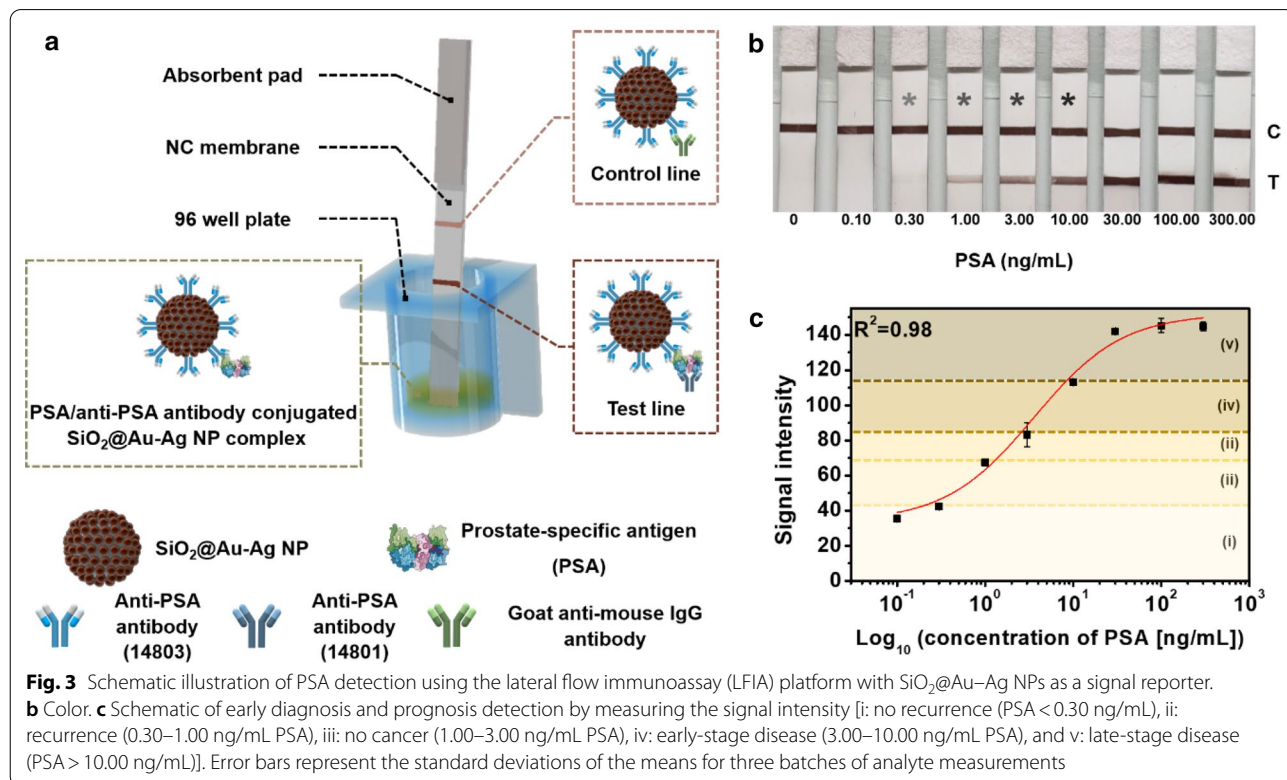 a
Absorbent pad
NC membrane
96 well plate
Control line
Test line
PSA/anti-PSA antibody conjugated
SiO₂@Au-Ag NP complex
SiO₂@Au-Ag NP
Prostate-specific antigen
(PSA)
Anti-PSA
antibody
(14803)
Anti-PSA
antibody
(14801)
Goat anti-mouse IgG
antibody
b
* * * *
C
T
0 0.10 0.30 1.00 3.00 10.00 30.00 100.00 300.00
PSA (ng/mL)
c
R²=0.98
Signal intensity
140
120
100
80
60
40
20
0
(v)
(iv)
(ii)
(ii)
(i)
10⁻¹ 10⁰ 10¹ 10² 10³
Log₁₀ (concentration of PSA [ng/mL])
Fig. 3 Schematic illustration of PSA detection using the lateral flow immunoassay (LFIA) platform with SiO₂@Au–Ag NPs as a signal reporter.
b Color. c Schematic of early diagnosis and prognosis detection by measuring the signal intensity [i: no recurrence (PSA < 0.30 ng/mL), ii:
recurrence (0.30–1.00 ng/mL PSA), iii: no cancer (1.00–3.00 ng/mL PSA), iv: early-stage disease (3.00–10.00 ng/mL PSA), and v: late-stage disease
(PSA > 10.00 ng/mL)]. Error bars represent the standard deviations of the means for three batches of analyte measurements